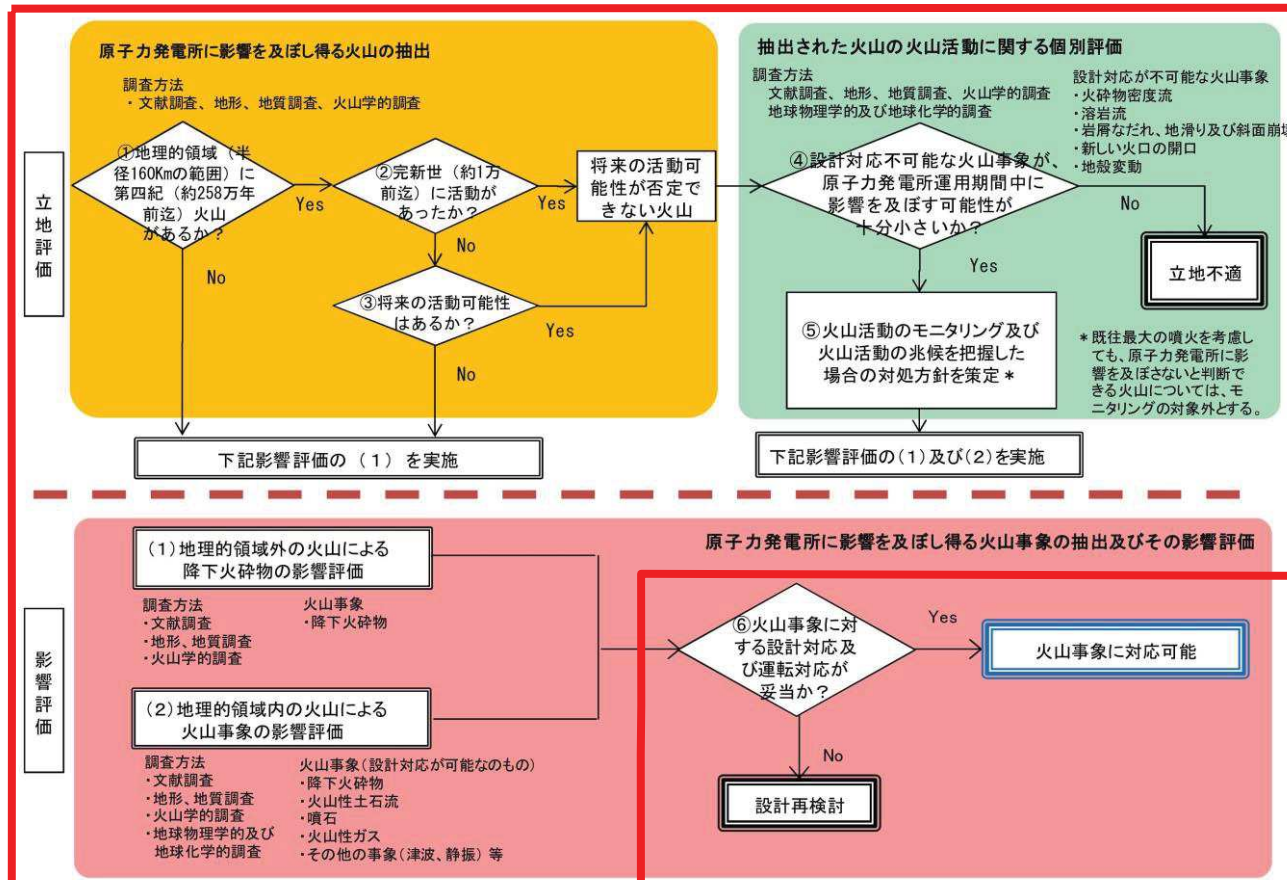 原子力発電所に影響を及ぼし得る火山の抽出
調査方法
・文献調査、地形、地質調査、火山学的調査
立地評価
①地理的領域（半
径160Kmの範囲）に
第四紀（約258万年
前迄）火山
があるか？
Yes
No
②完新世（約1万
前迄）に活動が
あったか？
Yes
No
③将来の活動可能性
はあるか？
Yes
No
将来の活動可
能性が否定で
きない火山
下記影響評価の（1）を実施
抽出された火山の火山活動に関する個別評価
調査方法
文献調査、地形、地質調査、火山学的調査
地球物理学的及び地球化学的調査
設計対応が不可能な火山事象
・火砕物密度流
・溶岩流
・岩屑なだれ、地滑り及び斜面崩壊
・新しい火口の開口
・地殻変動
④設計対応不可能な火山事象が、
原子力発電所運用期間中に
影響を及ぼす可能性が
十分小さいか？
No
Yes
立地不適
⑤火山活動のモニタリング及び
火山活動の兆候を把握した
場合の対処方針を策定＊
＊既往最大の噴火を考慮し
ても、原子力発電所に影
響を及ぼさないと判断で
きる火山については、モ
ニタリングの対象外とする。
下記影響評価の(1)及び(2)を実施
影響評価
原子力発電所に影響を及ぼし得る火山事象の抽出及びその影響評価
(1)地理的領域外の火山による
降下火砕物の影響評価
調査方法
・文献調査
・地形、地質調査
・火山学的調査
火山事象
・降下火砕物
(2)地理的領域内の火山による
火山事象の影響評価
調査方法
・文献調査
・地形、地質調査
・火山学的調査
・地球物理学的及び
地球化学的調査
火山事象(設計対応が可能なのもの)
・降下火砕物
・火山性土石流
・噴石
・火山性ガス
・その他の事象(津波、静振)等
⑥火山事象に対
する設計対応及
び運転対応が
妥当か？
Yes
No
火山事象に対応可能
設計再検討